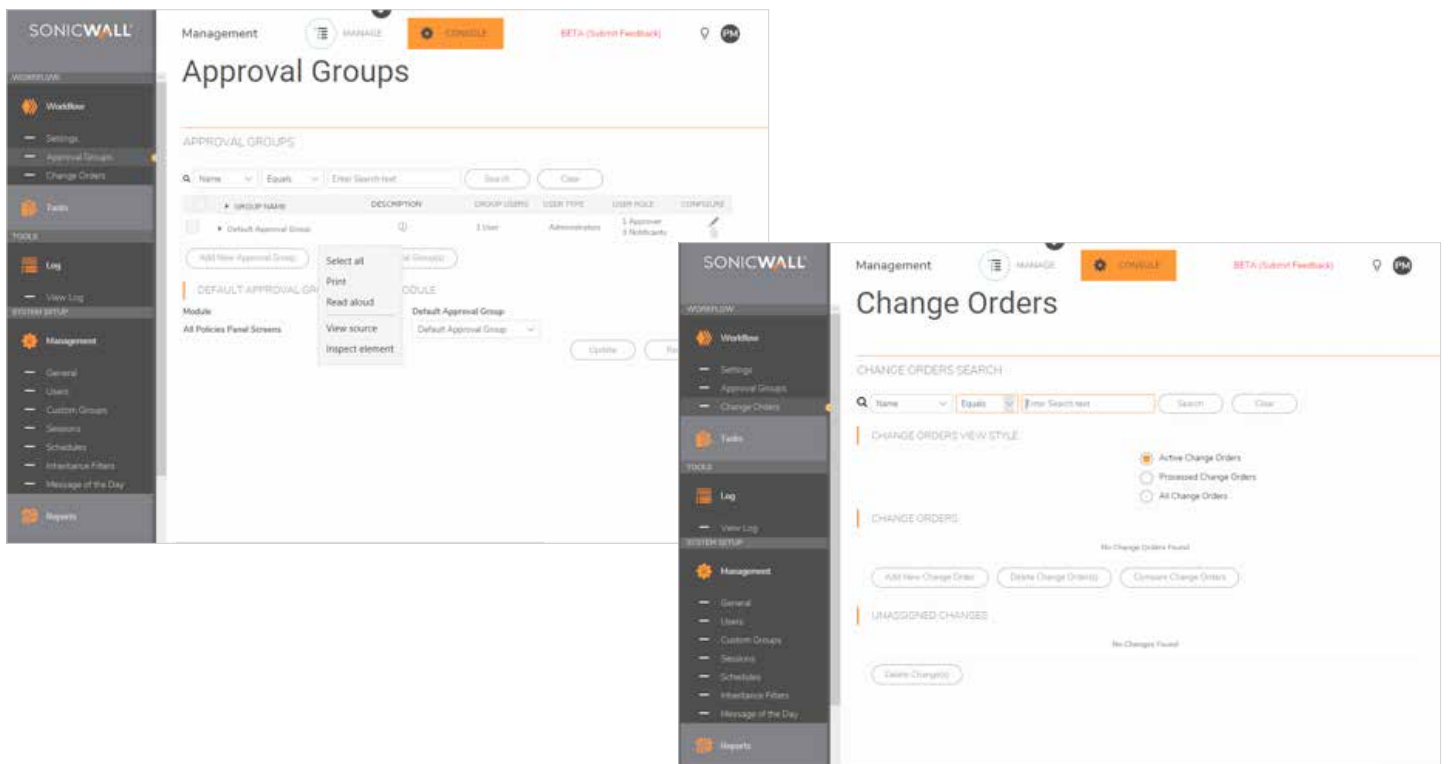 SONICWALL
Management MANAGE CONSOLE BETA (Submit Feedback) PM
Approval Groups
WORKFLOW
Workflow
Settings
Approval Groups
Change Orders
Tasks
TOOLS
Log
View Log
SYSTEM SETUP
Management
General
Users
Custom Groups
Sessions
Schedules
Inheritance Filters
Message of the Day
Reports
APPROVAL GROUPS
Name Equals Enter Search text Search Clear
GROUP NAME DESCRIPTION GROUP USERS USER TYPE USER ROLE CONFIGURE
Default Approval Group 1 User Administrators 1 Approver
Add New Approval Group
Select all
Print
Read aloud
View source
Inspect element
DEFAULT APPROVAL
Module Default Approval Group
All Policies Panel Screens Default Approval Group
Update
SONICWALL
Management MANAGE CONSOLE BETA (Submit Feedback) PM
Change Orders
WORKFLOW
Workflow
Settings
Approval Groups
Change Orders
Tasks
TOOLS
Log
View Log
SYSTEM SETUP
Management
General
Users
Custom Groups
Sessions
Schedules
Inheritance Filters
Message of the Day
Reports
CHANGE ORDERS SEARCH
Name Equals Enter Search text Search Clear
CHANGE ORDERS VIEW STYLE
Active Change Orders
Processed Change Orders
All Change Orders
CHANGE ORDERS
No Change Orders Found
Add New Change Order Delete Change Order(s) Compare Change Orders
UNASSIGNED CHANGES
No Changes Found
Delete Change(s)